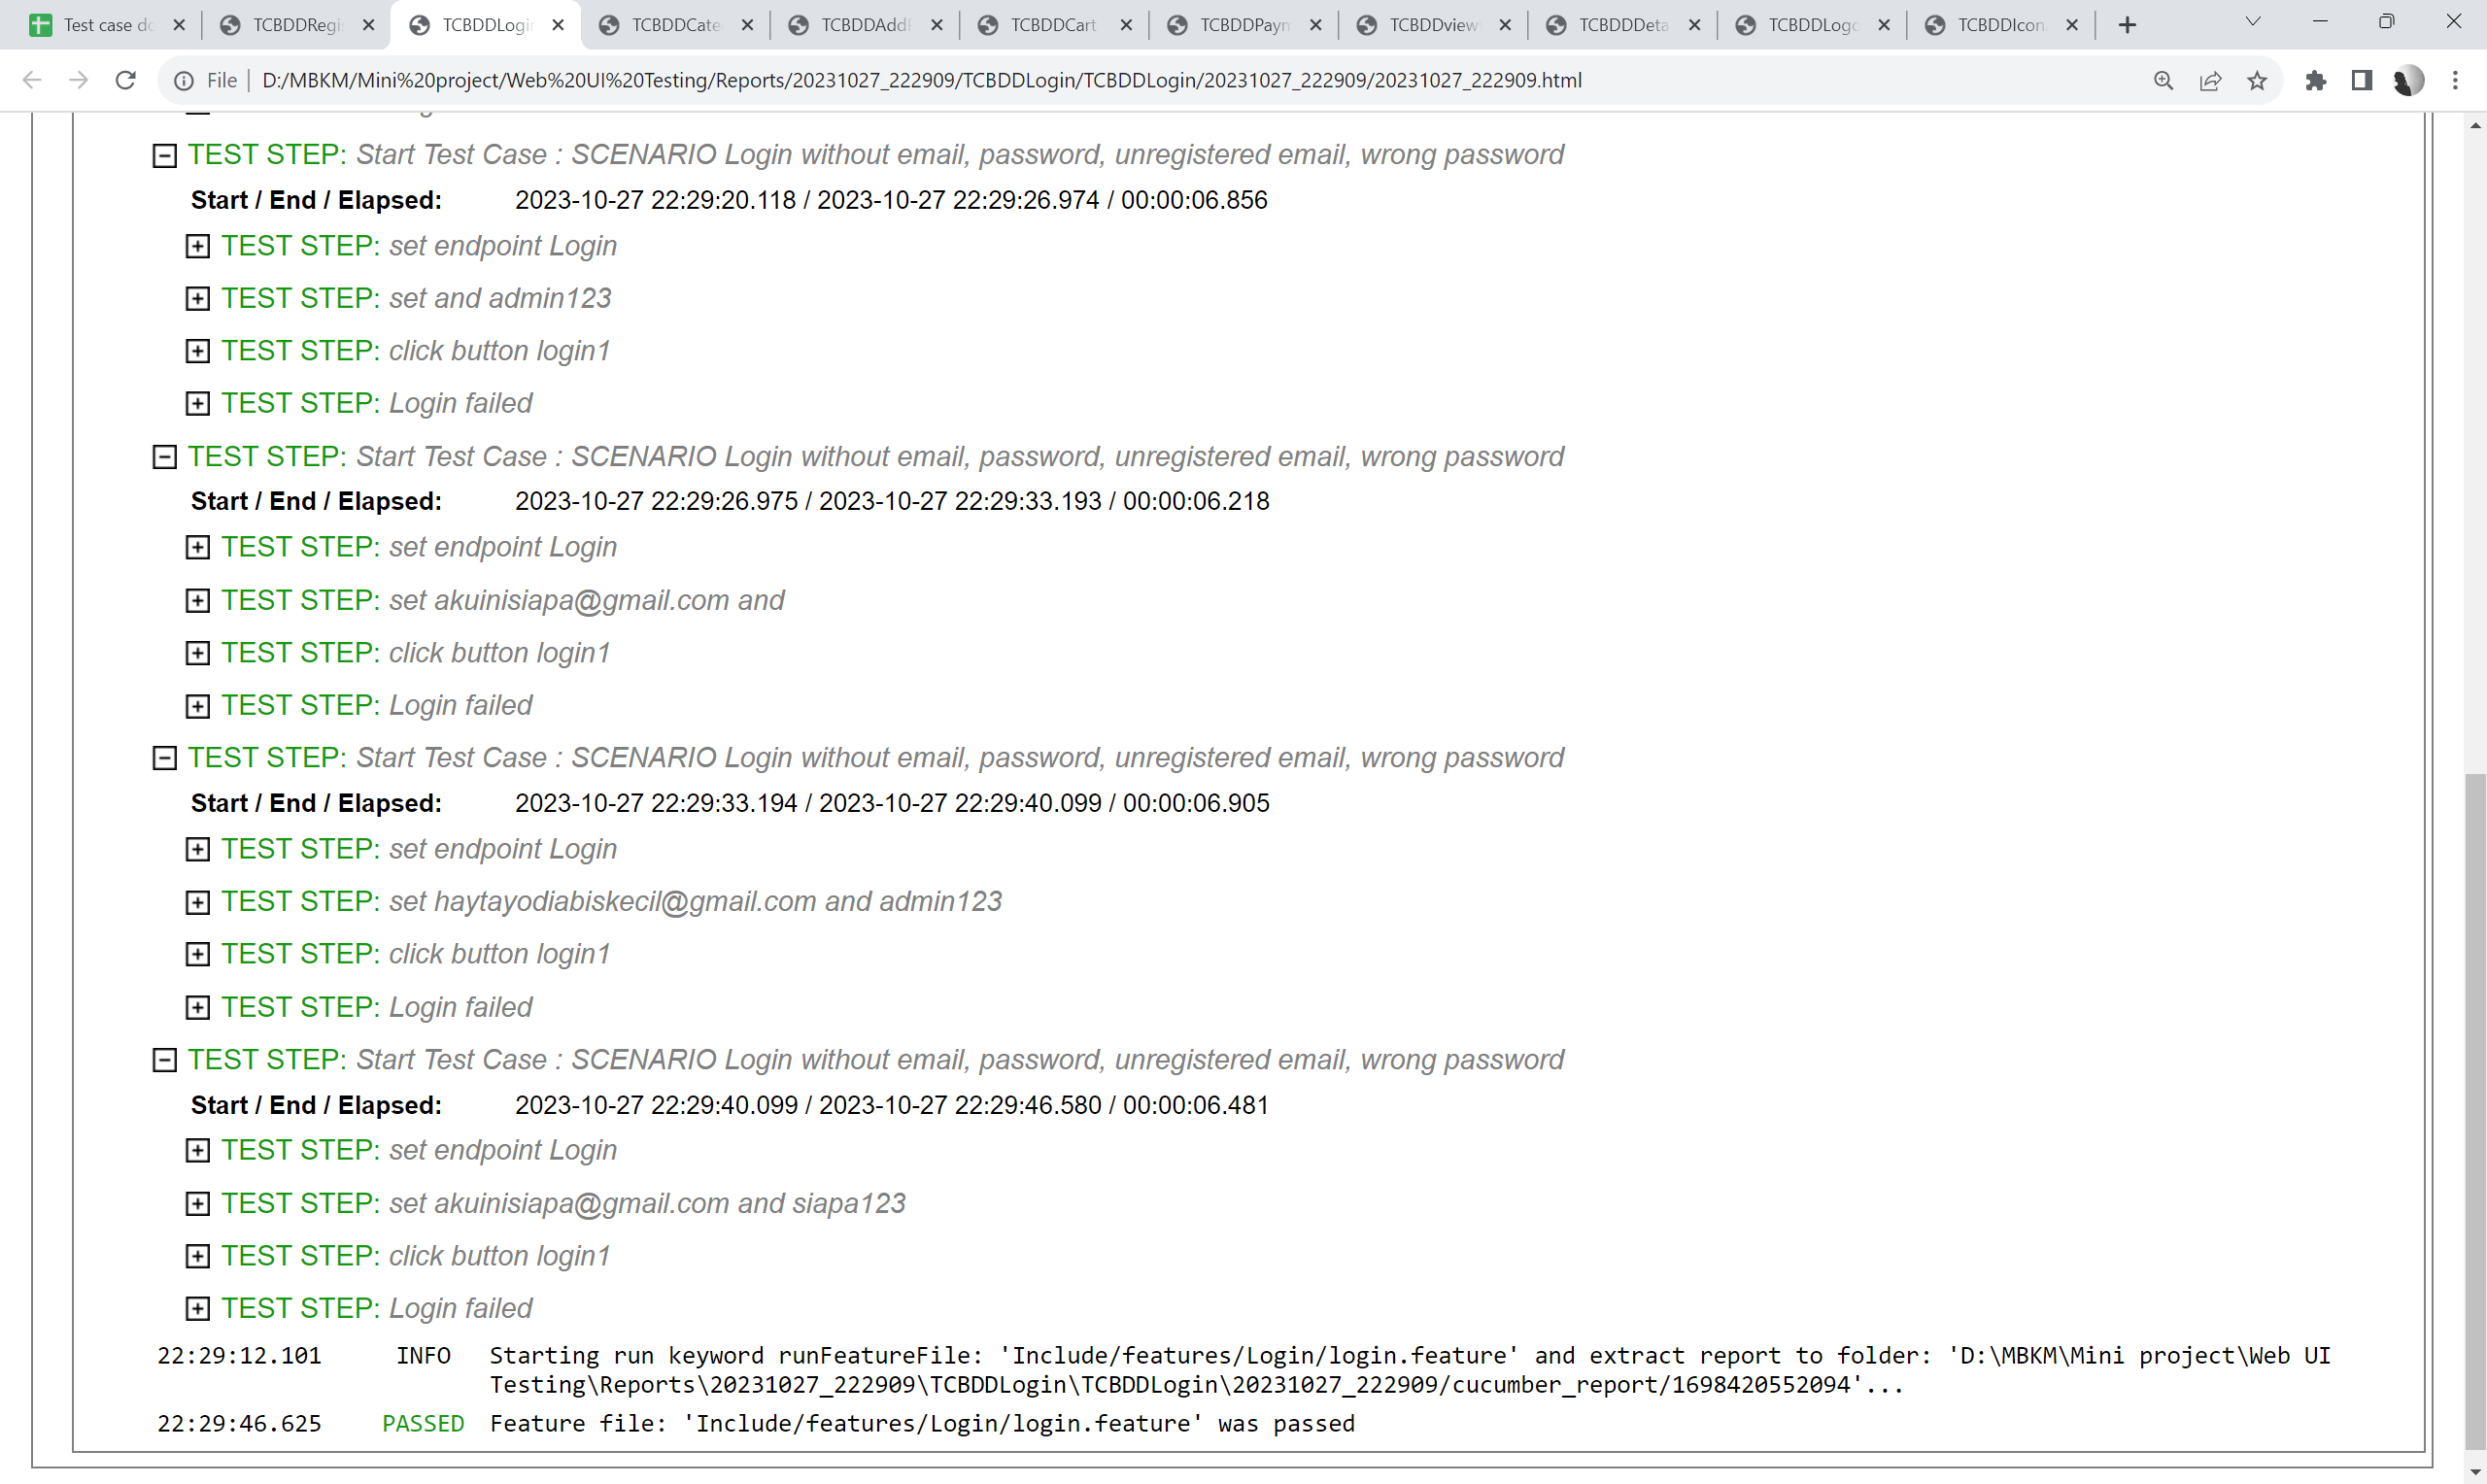 Test case do
TCBDDRegi
TCBDDLogi
TCBDDCate
TCBDDAdd
TCBDDCart
TCBDDPaym
TCBDDview
TCBDDDeta
TCBDDLogo
TCBDDIcon
File
D:/MBKM/Mini%20project/Web%20UI%20Testing/Reports/20231027_222909/TCBDDLogin/TCBDDLogin/20231027_222909/20231027_222909.html
TEST STEP: Start Test Case : SCENARIO Login without email, password, unregistered email, wrong password
Start / End / Elapsed: 2023-10-27 22:29:20.118 / 2023-10-27 22:29:26.974 / 00:00:06.856
TEST STEP: set endpoint Login
TEST STEP: set and admin123
TEST STEP: click button login1
TEST STEP: Login failed
TEST STEP: Start Test Case : SCENARIO Login without email, password, unregistered email, wrong password
Start / End / Elapsed: 2023-10-27 22:29:26.975 / 2023-10-27 22:29:33.193 / 00:00:06.218
TEST STEP: set endpoint Login
TEST STEP: set akuinisiapa@gmail.com and
TEST STEP: click button login1
TEST STEP: Login failed
TEST STEP: Start Test Case : SCENARIO Login without email, password, unregistered email, wrong password
Start / End / Elapsed: 2023-10-27 22:29:33.194 / 2023-10-27 22:29:40.099 / 00:00:06.905
TEST STEP: set endpoint Login
TEST STEP: set haytayodiabiskecil@gmail.com and admin123
TEST STEP: click button login1
TEST STEP: Login failed
TEST STEP: Start Test Case : SCENARIO Login without email, password, unregistered email, wrong password
Start / End / Elapsed: 2023-10-27 22:29:40.099 / 2023-10-27 22:29:46.580 / 00:00:06.481
TEST STEP: set endpoint Login
TEST STEP: set akuinisiapa@gmail.com and siapa123
TEST STEP: click button login1
TEST STEP: Login failed
22:29:12.101 INFO Starting run keyword runFeatureFile: 'Include/features/Login/login.feature' and extract report to folder: 'D:\MBKM\Mini project\Web UI
Testing\Reports\20231027_222909\TCBDDLogin\TCBDDLogin\20231027_222909/cucumber_report/1698420552094'...
22:29:46.625 PASSED Feature file: 'Include/features/Login/login.feature' was passed